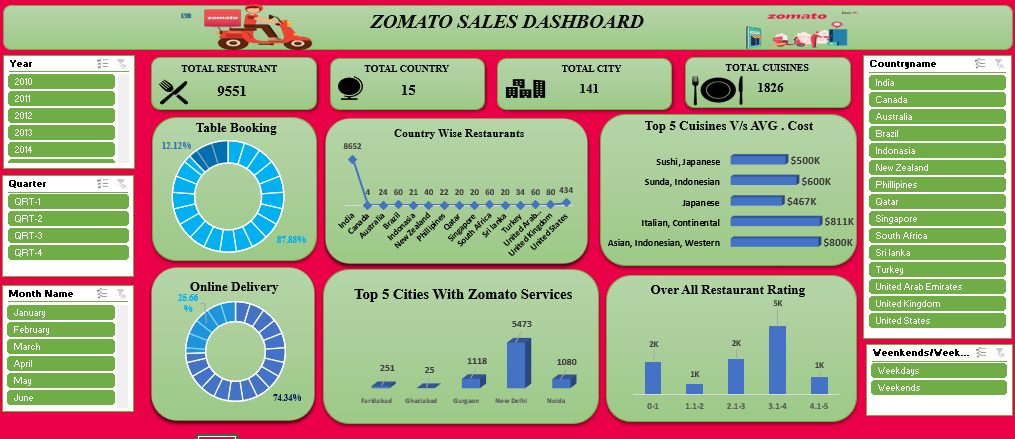 zomato
ZOMATO SALES DASHBOARD
zomato
Year
2010
2011
2012
2013
2014
Quarter
QRT-1
QRT-2
QRT-3
QRT-4
Month Name
January
February
March
April
May
June
TOTAL RESTURANT
9551
TOTAL COUNTRY
15
TOTAL CITY
141
TOTAL CUISINES
1826
Table Booking
12.12%
87.88%
Country Wise Restaurants
8652
4
24
60
21
40
22
20
20
60
20
34
60
80
434
India
Canada
Australia
Brazil
Indonasia
New Zealand
Phillipines
Qatar
Singapore
South Africa
Sri lanka
Turkey
United Arab...
United Kingdom
United States
Top 5 Cuisines V/s AVG . Cost
Sushi, Japanese $500K
Sunda, Indonesian $600K
Japanese $467K
Italian, Continental $811K
Asian, Indonesian, Western $800K
Online Delivery
25.66
%
74.34%
Top 5 Cities With Zomato Services
251
25
1118
5473
1080
Faridabad
Ghatiabad
Gurgaon
New Delhi
Noida
Over All Restaurant Rating
2K
1K
2K
5K
1K
0-1
1.1-2
2.1-3
3.1-4
4.1-5
Countryname
India
Canada
Australia
Brazil
Indonasia
New Zealand
Phillipines
Qatar
Singapore
South Africa
Sri lanka
Turkey
United Arab Emirates
United Kingdom
United States
Weenkends/Week...
Weekdays
Weekends